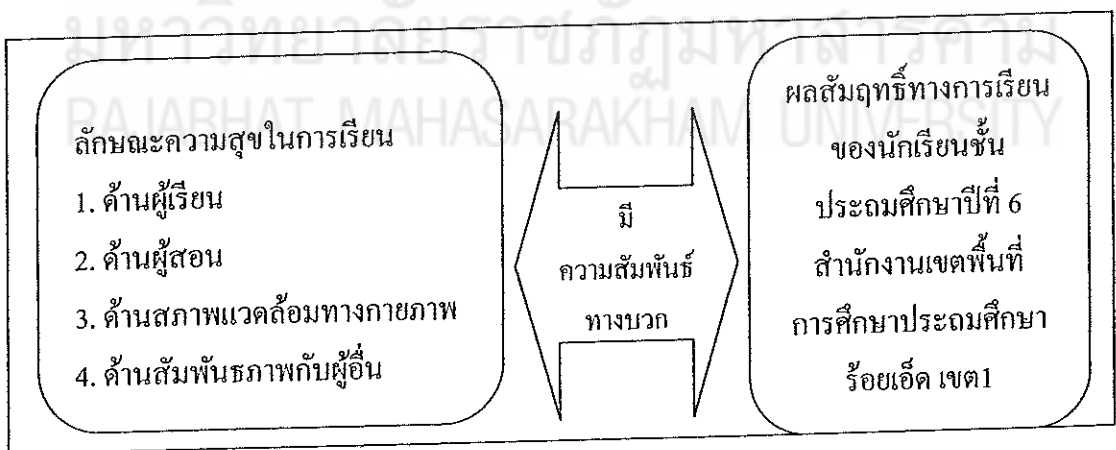 มหาวิทยาลัยราชภัฏมหาสารคาม
RAJABHAT MAHASARAKHAM UNIVERSITY
ลักษณะความสุขในการเรียน
1. ด้านผู้เรียน
2. ด้านผู้สอน
3. ด้านสภาพแวดล้อมทางกายภาพ
4. ด้านสัมพันธภาพกับผู้อื่น
มี
ความสัมพันธ์
ทางบวก
ผลสัมฤทธิ์ทางการเรียน
ของนักเรียนชั้น
ประถมศึกษาปีที่ 6
สำนักงานเขตพื้นที่
การศึกษาประถมศึกษา
ร้อยเอ็ด เขต1